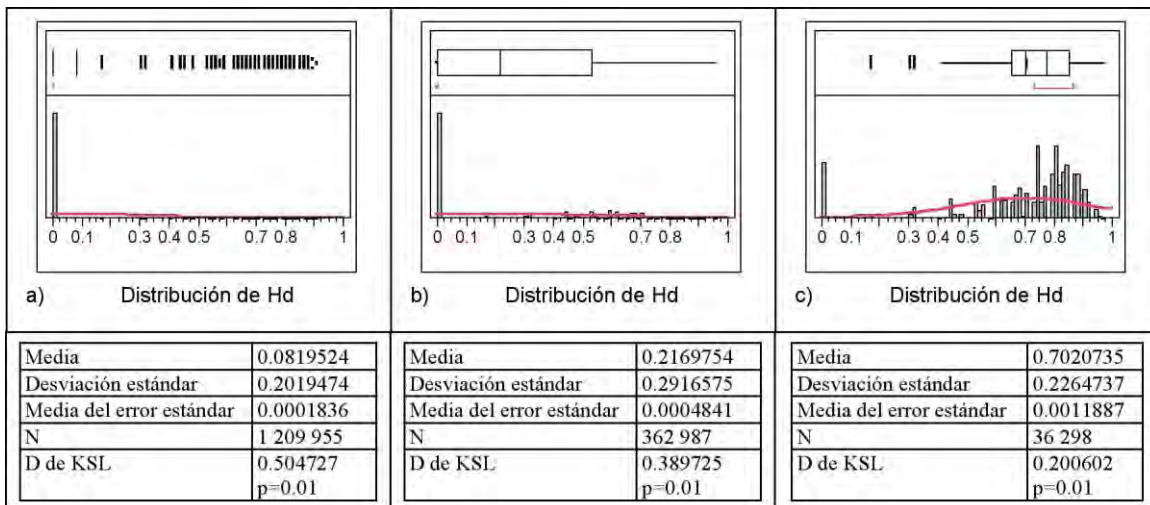 0 0.1 0.3 0.4 0.5 0.7 0.8 1
a) Distribución de Hd
0 0.1 0.3 0.4 0.5 0.7 0.8 1
b) Distribución de Hd
0 0.1 0.3 0.4 0.5 0.7 0.8 1
c) Distribución de Hd
Media 0.0819524
Desviación estándar 0.2019474
Media del error estándar 0.0001836
N 1 209 955
D de KSL 0.504727
p=0.01
Media 0.2169754
Desviación estándar 0.2916575
Media del error estándar 0.0004841
N 362 987
D de KSL 0.389725
p=0.01
Media 0.7020735
Desviación estándar 0.2264737
Media del error estándar 0.0011887
N 36 298
D de KSL 0.200602
p=0.01